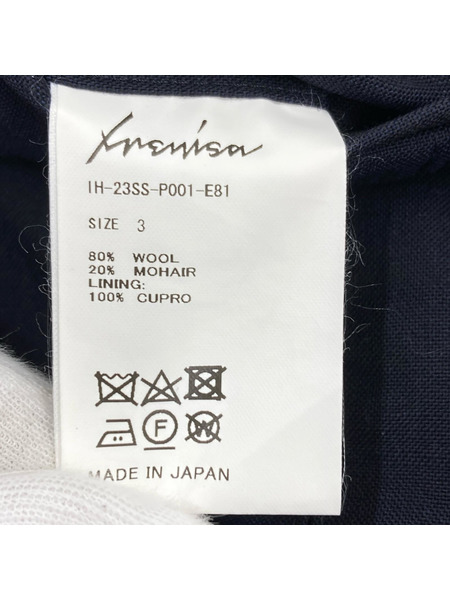 Irenisa
IH-23SS-P001-E81
SIZE 3
80% WOOL
20% MOHAIR
LINING:
100% CUPRO
F W
MADE IN JAPAN